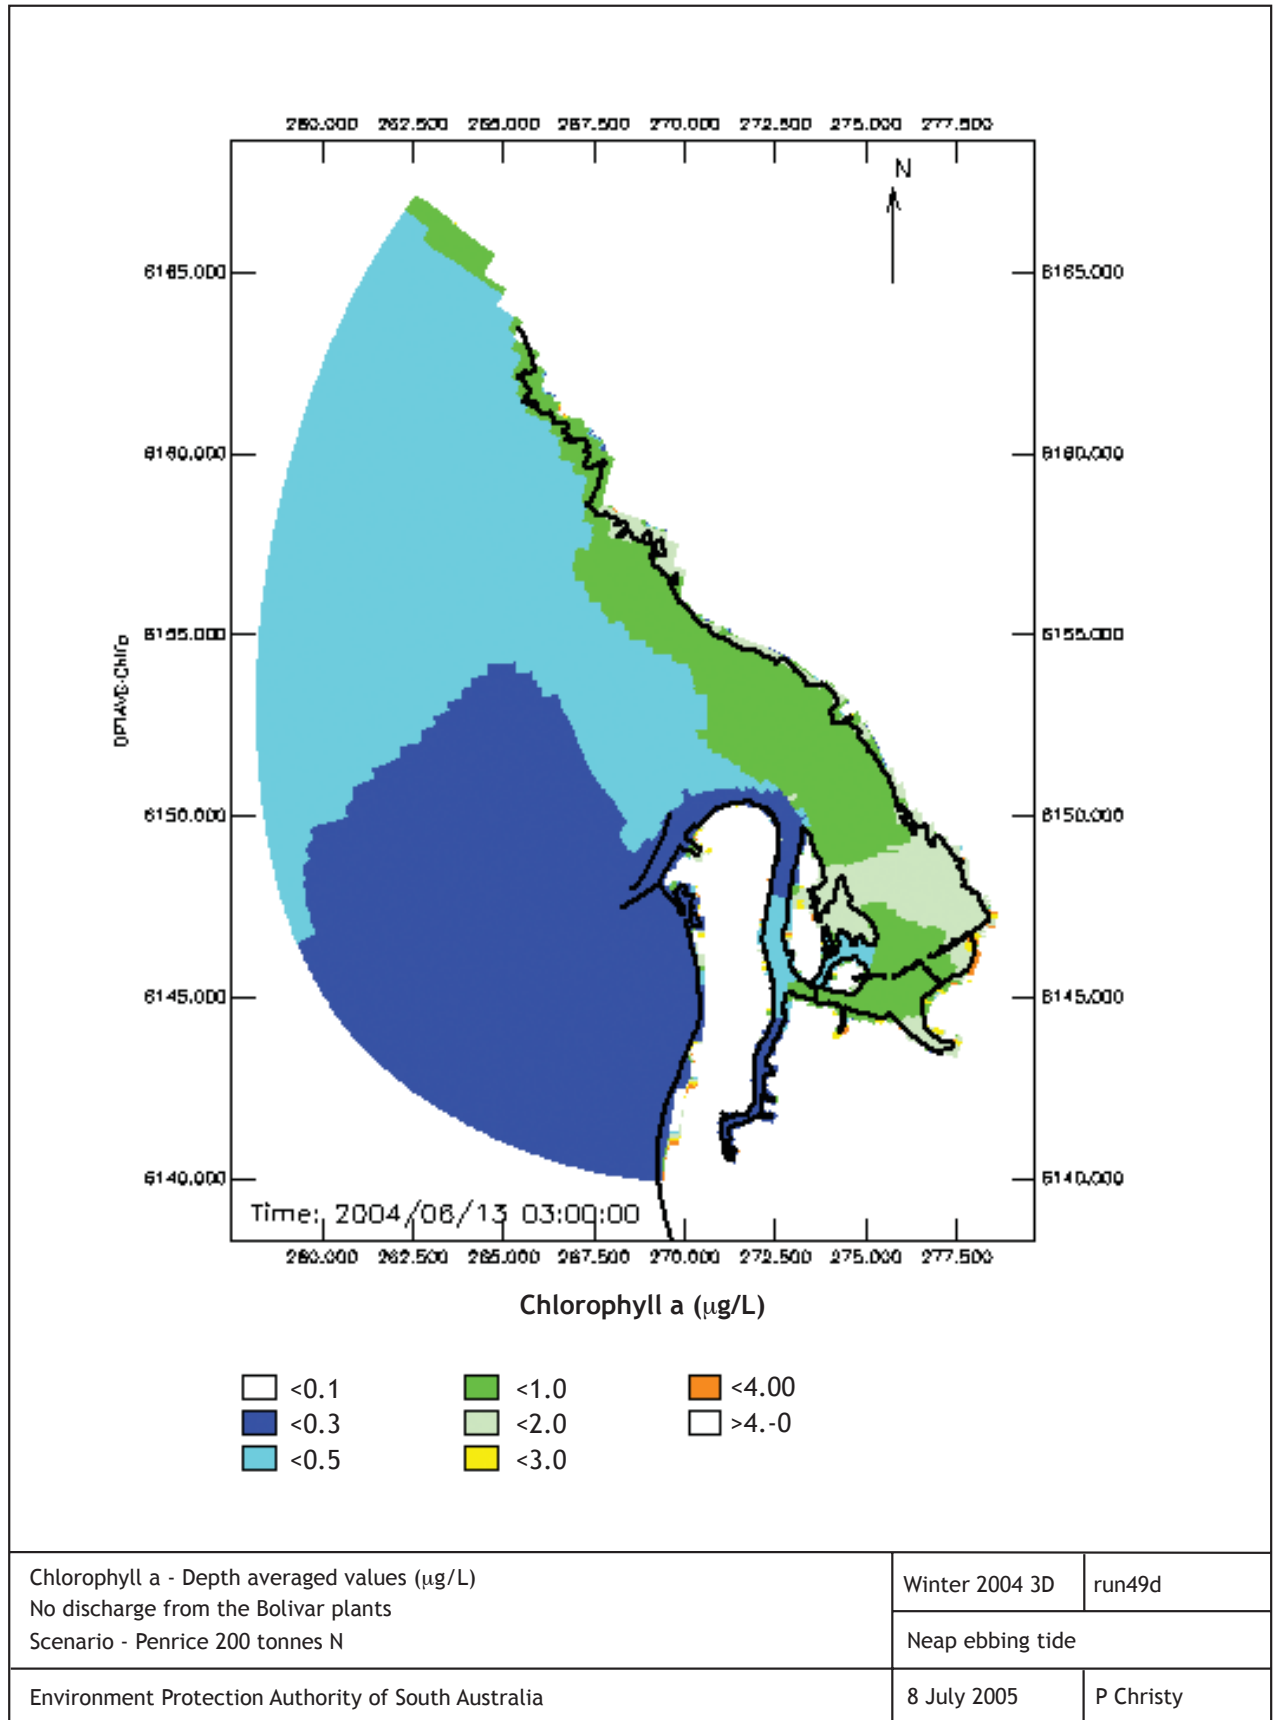 260.000 262.500 265.000 267.500 270.000 272.500 275.000 277.500
N
6165.000 6165.000
6160.000 6160.000
6155.000 6155.000
6150.000 6150.000
6145.000 6145.000
6140.000 6140.000
Time: 2004/06/13 03:00:00
260.000 262.500 265.000 267.500 270.000 272.500 275.000 277.500
Chlorophyll a (μg/L)
<0.1 <1.0 <4.00
<0.3 <2.0 >4.-0
<0.5 <3.0
Chlorophyll a - Depth averaged values (μg/L)
No discharge from the Bolivar plants
Scenario - Penrice 200 tonnes N
Winter 2004 3D run49d
Neap ebbing tide
Environment Protection Authority of South Australia
8 July 2005 P Christy